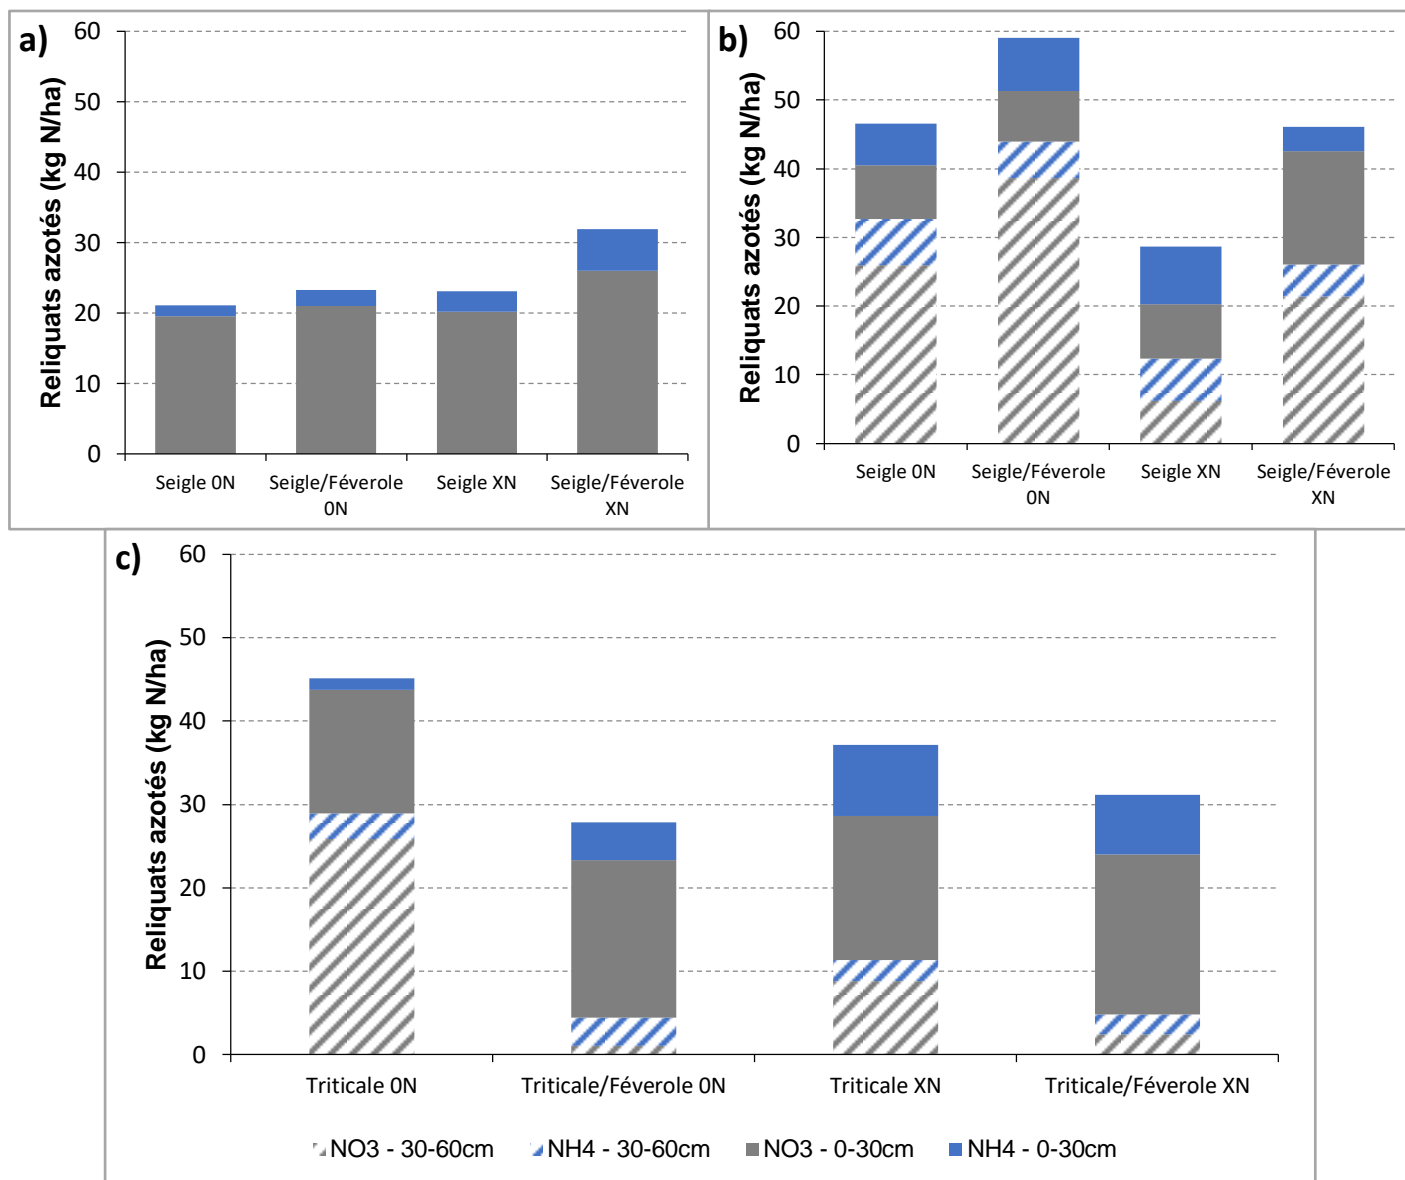 a)
Reliquats azotés (kg N/ha)
60
50
40
30
20
10
0
Seigle 0N
Seigle/Féverole
0N
Seigle XN
Seigle/Féverole
XN
b)
Reliquats azotés (kg N/ha)
60
50
40
30
20
10
0
Seigle 0N
Seigle/Féverole
0N
Seigle XN
Seigle/Féverole
XN
c)
Reliquats azotés (kg N/ha)
60
50
40
30
20
10
0
Triticale 0N
Triticale/Féverole 0N
Triticale XN
Triticale/Féverole XN
NO3 - 30-60cm
NH4 - 30-60cm
NO3 - 0-30cm
NH4 - 0-30cm